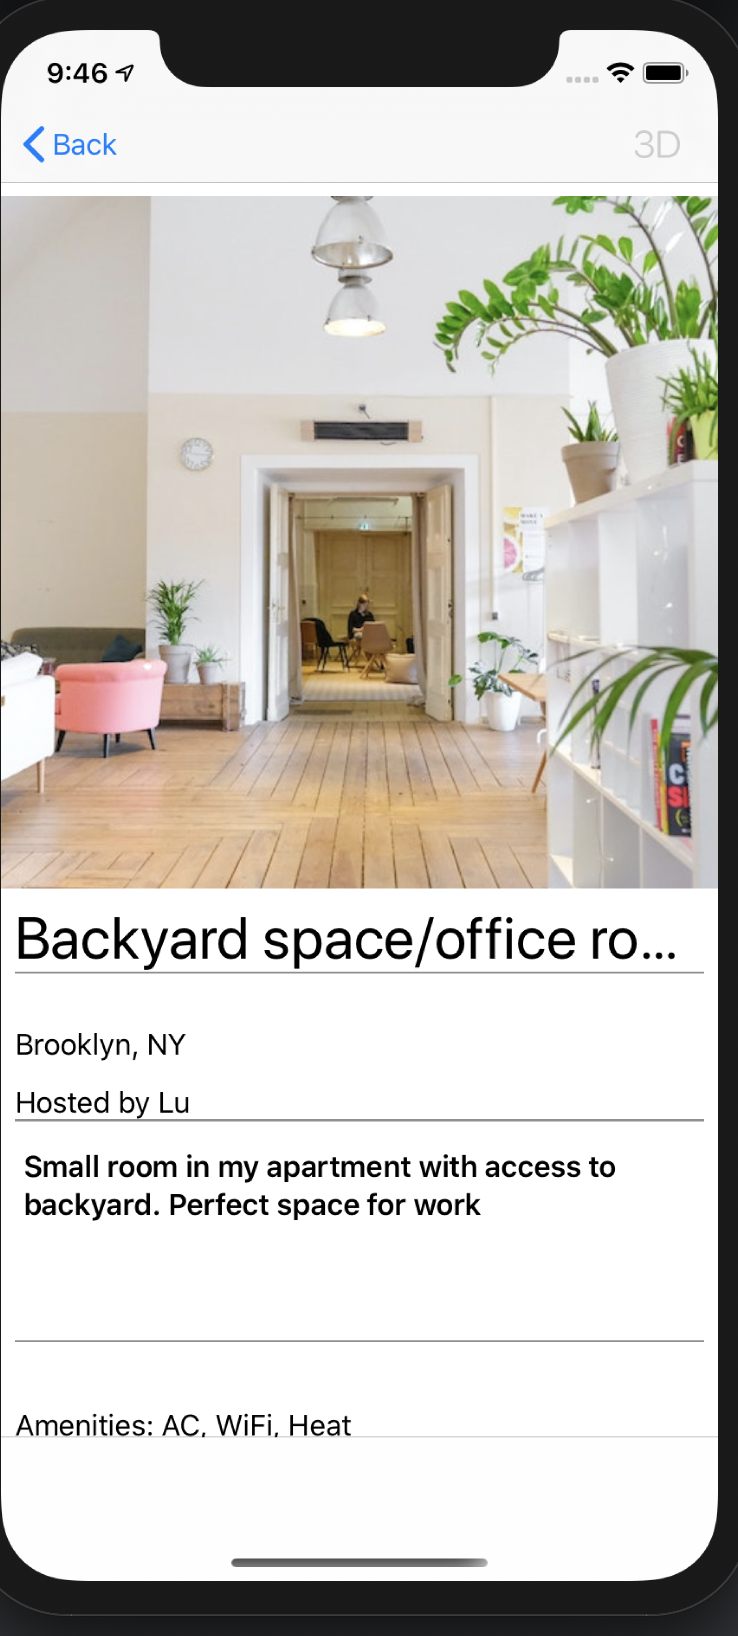 9:46
Back
3D
Backyard space/office ro...
Brooklyn, NY
Hosted by Lu
Small room in my apartment with access to
backyard. Perfect space for work
Amenities: AC, WiFi, Heat